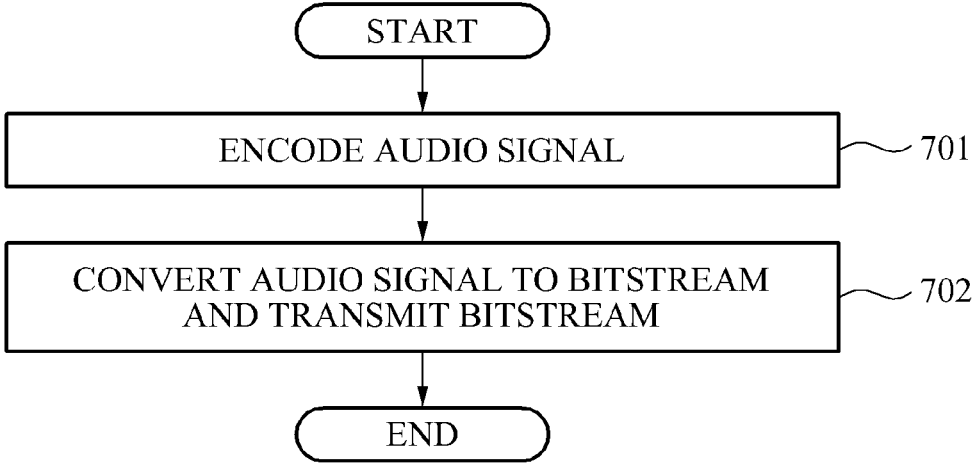 START
ENCODE AUDIO SIGNAL
701
CONVERT AUDIO SIGNAL TO BITSTREAM
AND TRANSMIT BITSTREAM
702
END